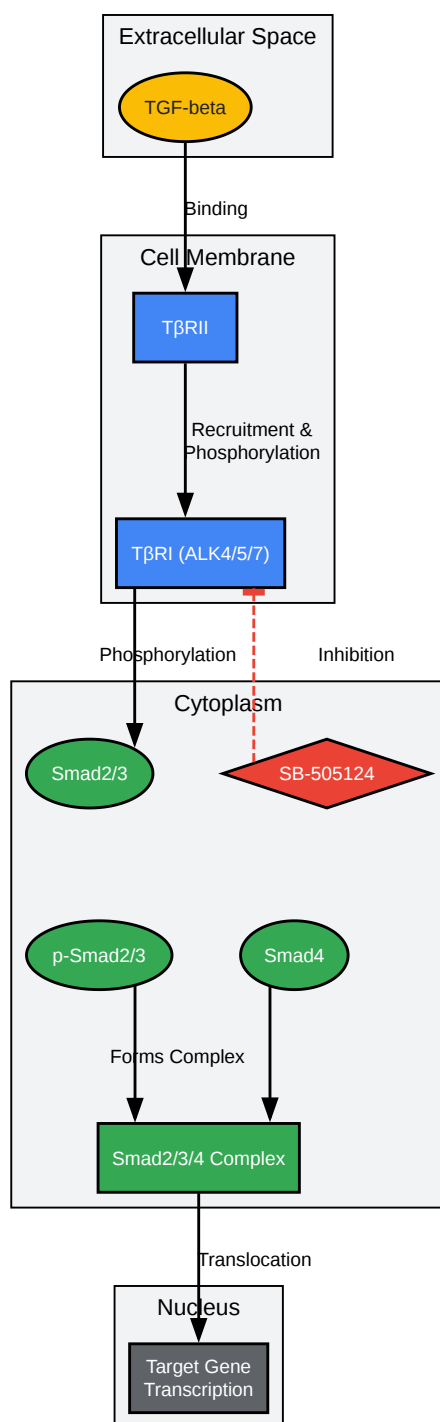 Extracellular Space
TGF-beta
Binding
Cell Membrane
TβRII
Recruitment &
Phosphorylation
TβRI (ALK4/5/7)
Phosphorylation
Inhibition
Cytoplasm
Smad2/3
SB-505124
p-Smad2/3
Smad4
Forms Complex
Smad2/3/4 Complex
Translocation
Nucleus
Target Gene
Transcription